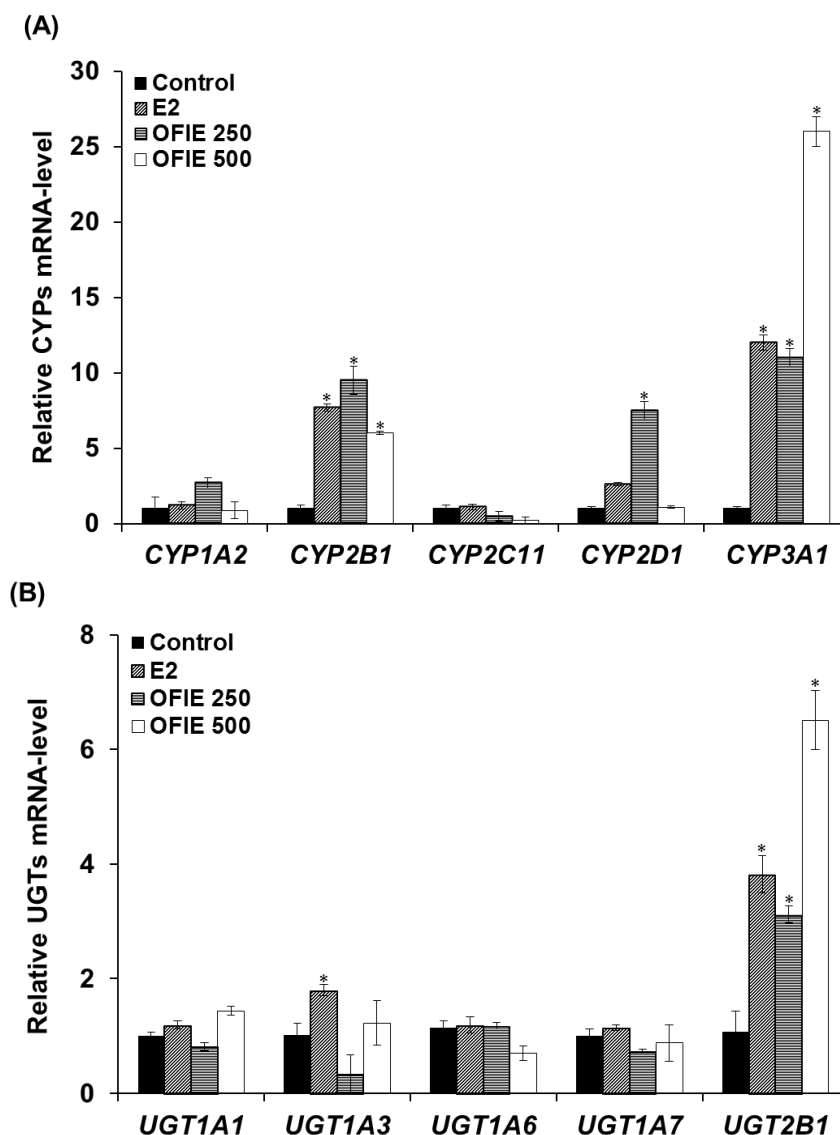 (A)
Relative CYPs mRNA-level
30
25
20
15
10
5
0
Control
E2
OFIE 250
OFIE 500
* * * * * * *
CYP1A2 CYP2B1 CYP2C11 CYP2D1 CYP3A1
(B)
Relative UGTs mRNA-level
8
6
4
2
0
Control
E2
OFIE 250
OFIE 500
* * * *
UGT1A1 UGT1A3 UGT1A6 UGT1A7 UGT2B1